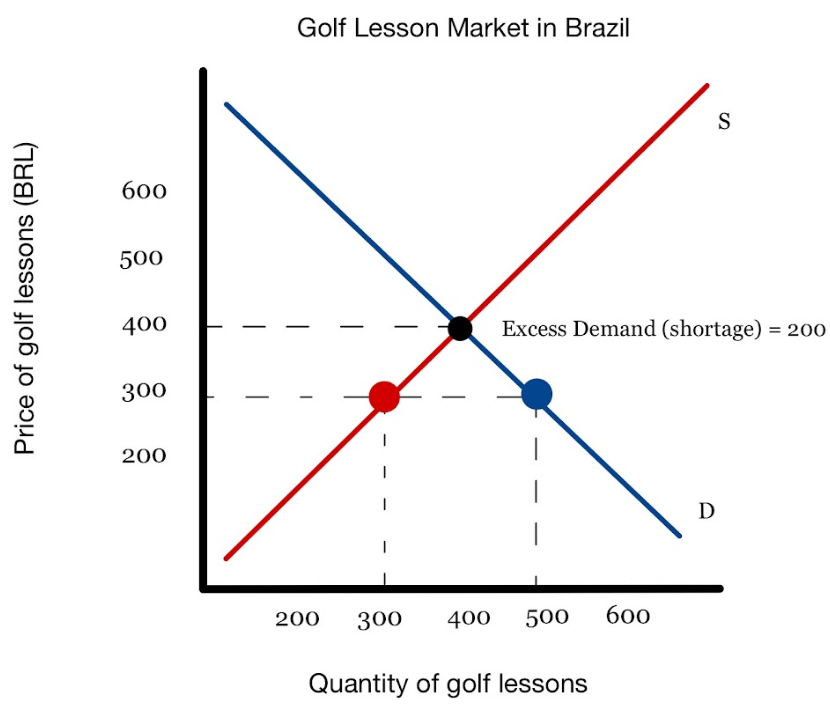 Golf Lesson Market in Brazil
Price of golf lessons (BRL)
S
600
500
400
Excess Demand (shortage) = 200
300
200
D
200 300 400 500 600
Quantity of golf lessons